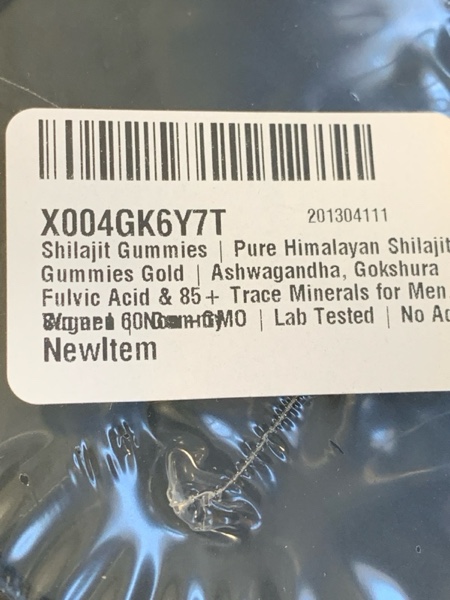 X004GK6Y7T 201304111
Shilajit Gummies | Pure Himalayan Shilajit
Gummies Gold | Ashwagandha, Gokshura
Fulvic Acid & 85+ Trace Minerals for Men
| Lab Tested | No Ad
NewItem